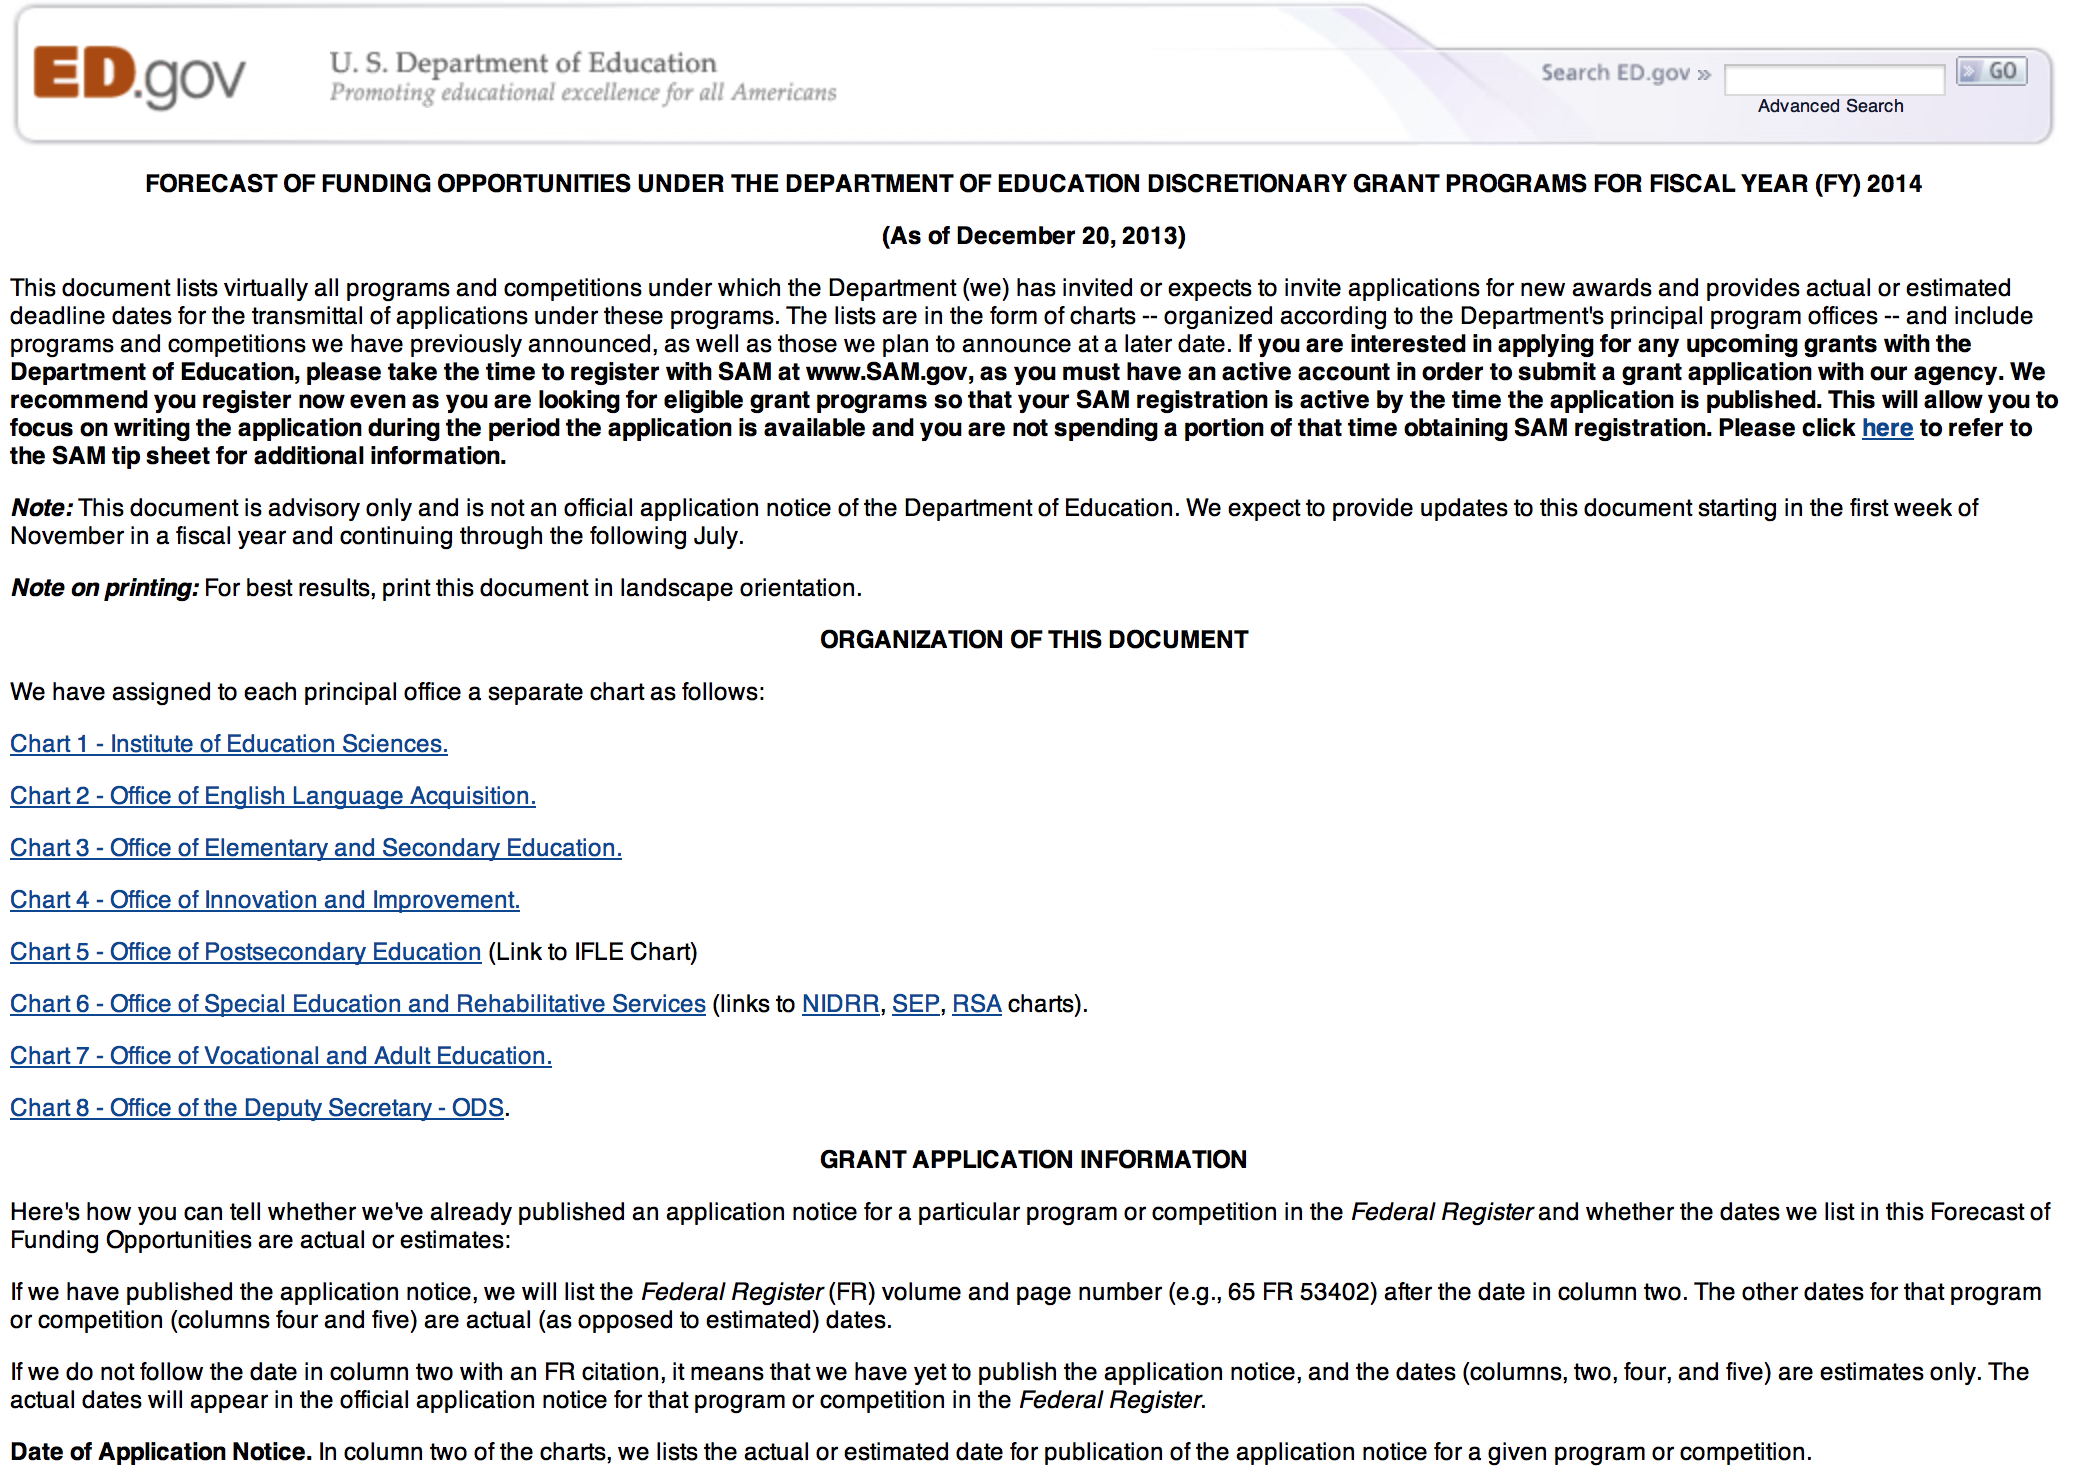 ED.gov
U. S. Department of Education
Promoting educational excellence for all Americans
Search ED.gov »
» GO
Advanced Search
FORECAST OF FUNDING OPPORTUNITIES UNDER THE DEPARTMENT OF EDUCATION DISCRETIONARY GRANT PROGRAMS FOR FISCAL YEAR (FY) 2014
(As of December 20, 2013)
This document lists virtually all programs and competitions under which the Department (we) has invited or expects to invite applications for new awards and provides actual or estimated
deadline dates for the transmittal of applications under these programs. The lists are in the form of charts -- organized according to the Department's principal program offices -- and include
programs and competitions we have previously announced, as well as those we plan to announce at a later date. If you are interested in applying for any upcoming grants with the
Department of Education, please take the time to register with SAM at www.SAM.gov, as you must have an active account in order to submit a grant application with our agency. We
recommend you register now even as you are looking for eligible grant programs so that your SAM registration is active by the time the application is published. This will allow you to
focus on writing the application during the period the application is available and you are not spending a portion of that time obtaining SAM registration. Please click here to refer to
the SAM tip sheet for additional information.
Note: This document is advisory only and is not an official application notice of the Department of Education. We expect to provide updates to this document starting in the first week of
November in a fiscal year and continuing through the following July.
Note on printing: For best results, print this document in landscape orientation.
ORGANIZATION OF THIS DOCUMENT
We have assigned to each principal office a separate chart as follows:
Chart 1 - Institute of Education Sciences.
Chart 2 - Office of English Language Acquisition.
Chart 3 - Office of Elementary and Secondary Education.
Chart 4 - Office of Innovation and Improvement.
Chart 5 - Office of Postsecondary Education (Link to IFLE Chart)
Chart 6 - Office of Special Education and Rehabilitative Services (links to NIDRR, SEP, RSA charts).
Chart 7 - Office of Vocational and Adult Education.
Chart 8 - Office of the Deputy Secretary - ODS.
GRANT APPLICATION INFORMATION
Here's how you can tell whether we've already published an application notice for a particular program or competition in the Federal Register and whether the dates we list in this Forecast of
Funding Opportunities are actual or estimates:
If we have published the application notice, we will list the Federal Register (FR) volume and page number (e.g., 65 FR 53402) after the date in column two. The other dates for that program
or competition (columns four and five) are actual (as opposed to estimated) dates.
If we do not follow the date in column two with an FR citation, it means that we have yet to publish the application notice, and the dates (columns, two, four, and five) are estimates only. The
actual dates will appear in the official application notice for that program or competition in the Federal Register.
Date of Application Notice. In column two of the charts, we lists the actual or estimated date for publication of the application notice for a given program or competition.